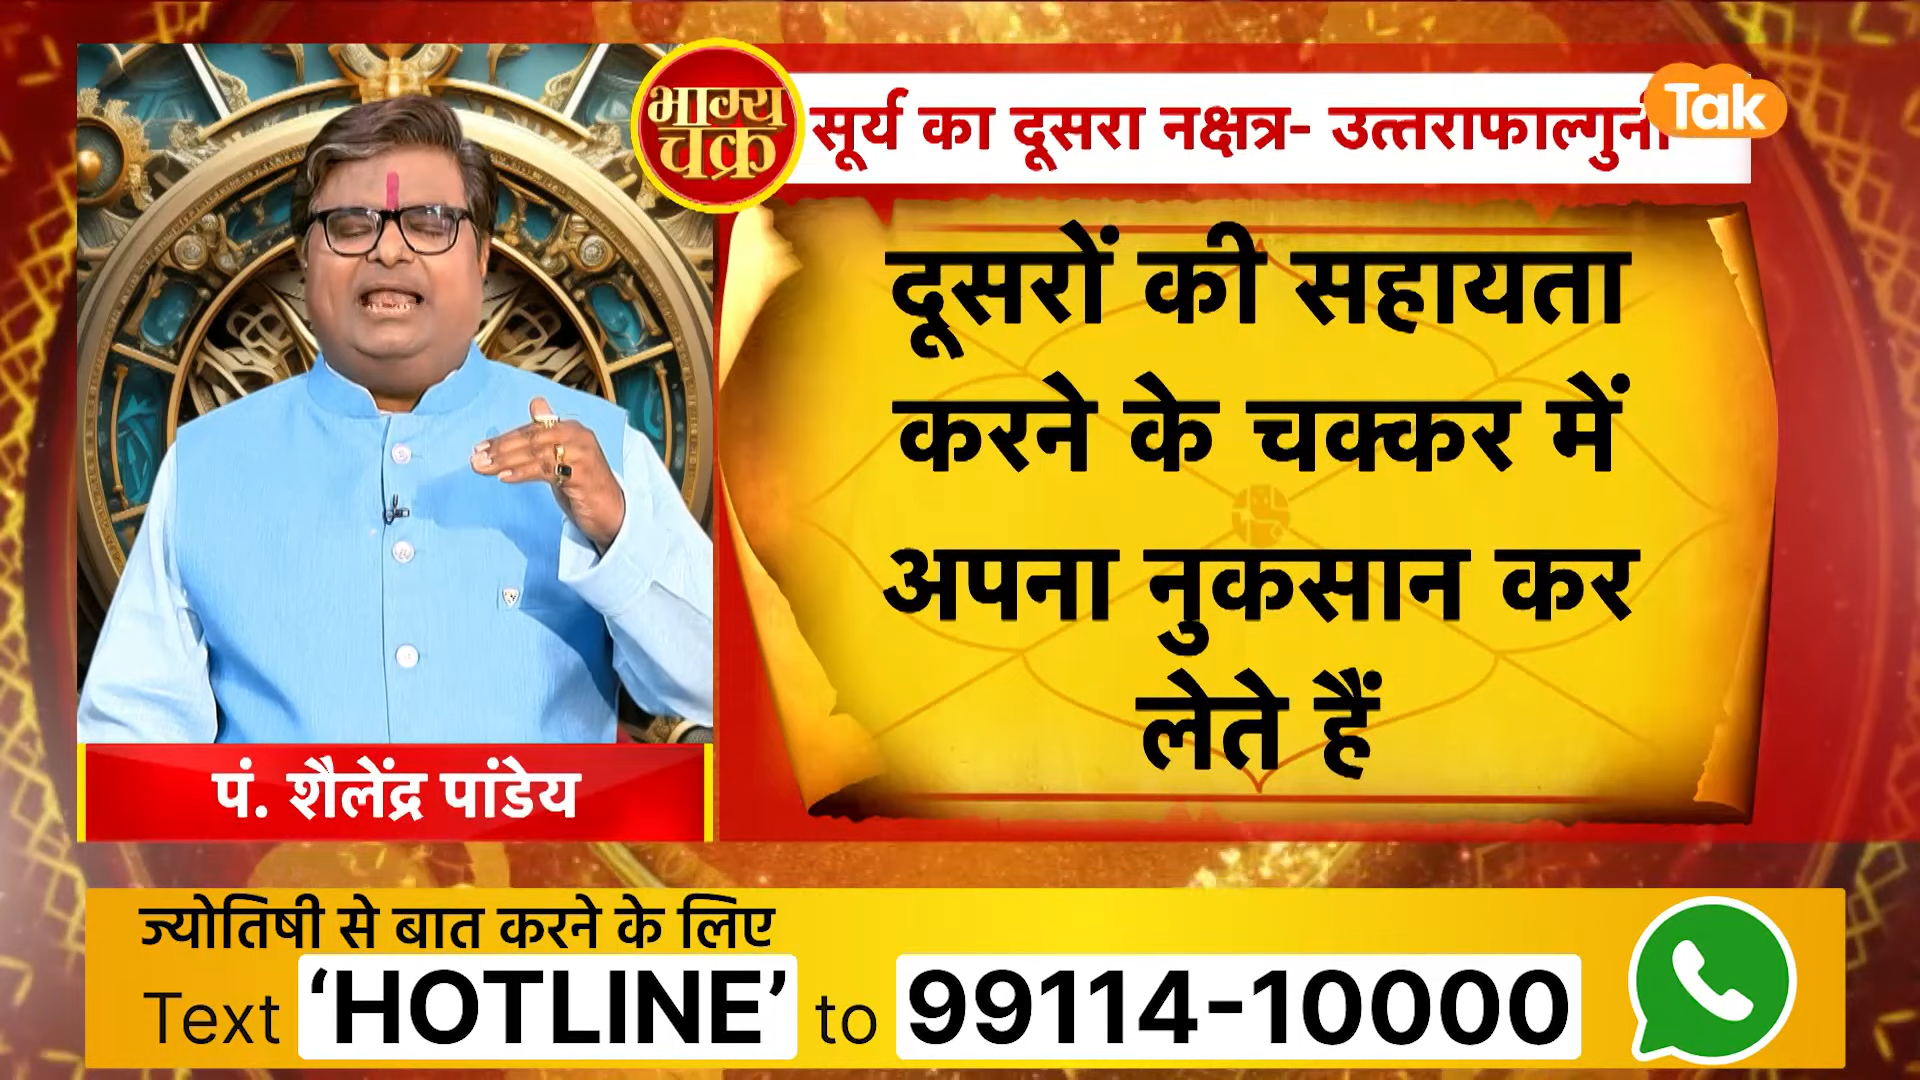 भाग्य
चक्र
सूर्य का दूसरा नक्षत्र- उत्तराफाल्गुनी
Tak
दूसरों की सहायता
करने के चक्कर में
अपना नुकसान कर
लेते हैं
पं. शैलेंद्र पांडेय
ज्योतिषी से बात करने के लिए
Text ‘HOTLINE’ to 99114-10000